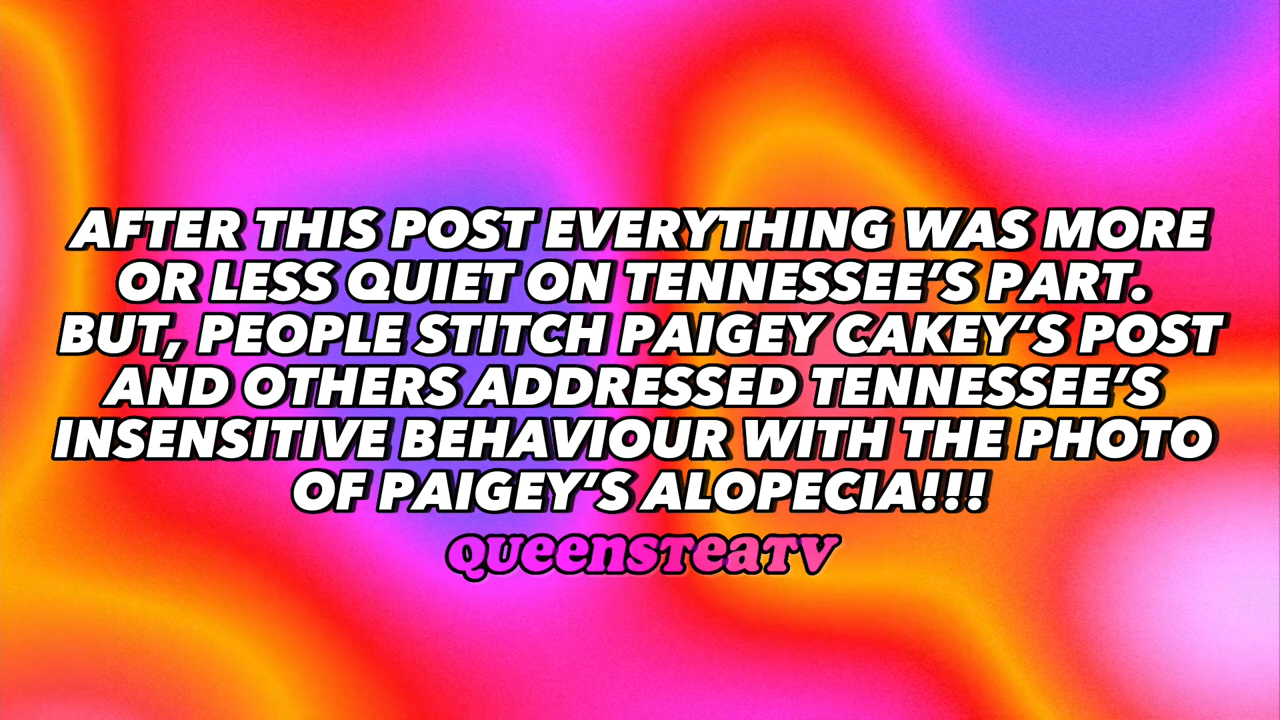 AFTER THIS POST EVERYTHING WAS MORE
OR LESS QUIET ON TENNESSEE'S PART.
BUT, PEOPLE STITCH PAIGEY CAKEY'S POST
AND OTHERS ADDRESSED TENNESSEE'S
INSENSITIVE BEHAVIOUR WITH THE PHOTO
OF PAIGEY'S ALOPECIA!!!
QUEENSTEATV